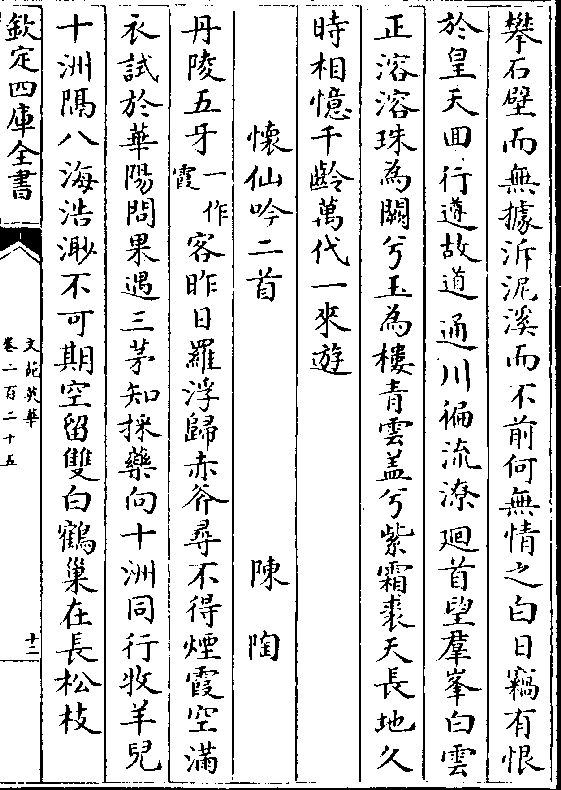 攀石壁而無據泝泥溪而不前何無情之白日竊有恨
於皇天囬行遵故道通川徧流潦廻首望羣峯白雲
正溶溶珠為闕兮玉為樓青雲盖兮紫霜裘天長地久
時相憶千齡萬代一來遊
懐仙吟二首 陳陶
丹陵五牙一作霞客昨日羅浮歸赤斧尋不得煙霞空滿
衣試於華陽問果遇三茅知採藥向十洲同行牧羊兒
十洲隔八海浩渺不可期空留雙白鶴巢在長松枝
欽定四庫全書
文苑英華
卷二百二十五
十二